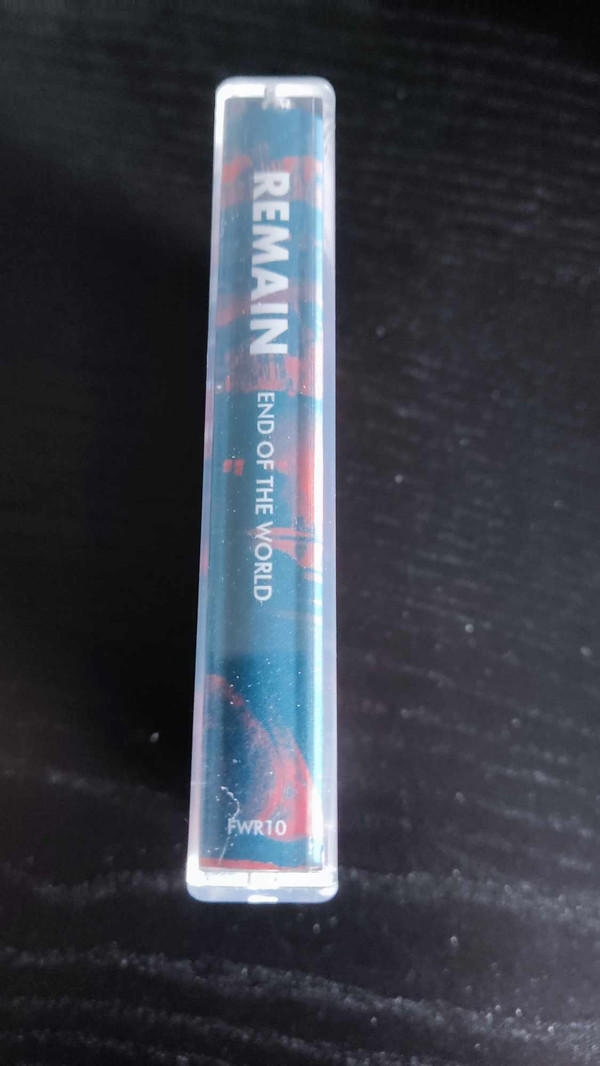 REMAIN
END OF THE WORLD
FWR10